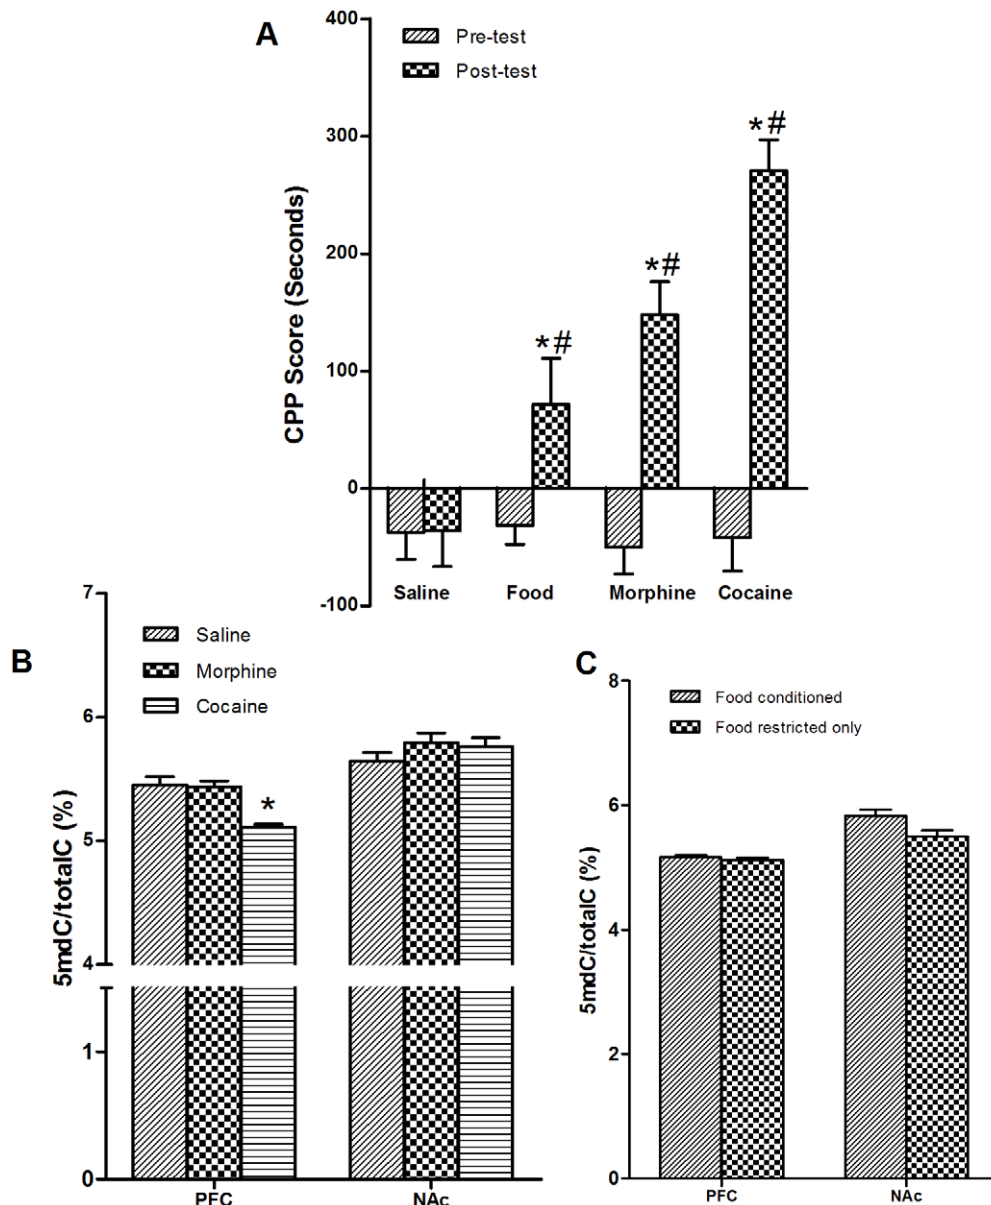 A
Pre-test
Post-test
CPP Score (Seconds)
400
300
200
100
0
-100
*#
*#
*#
Saline
Food
Morphine
Cocaine
B
Saline
Morphine
Cocaine
5mdC/totalC (%)
7
6
5
4
1
0
*
PFC
NAc
C
Food conditioned
Food restricted only
5mdC/totalC (%)
8
6
4
2
0
PFC
NAc